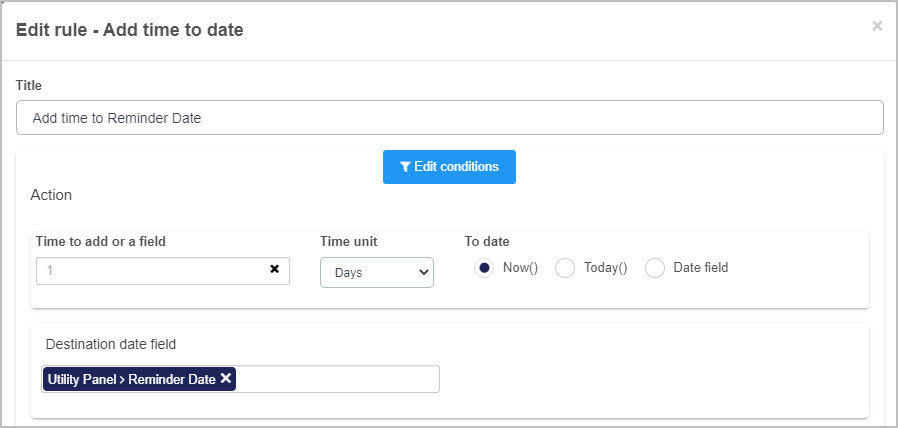 Edit rule - Add time to date
×
Title
Add time to Reminder Date
Edit conditions
Action
Time to add or a field Time unit To date
1 Days Now() Today() Date field
Destination date field
Utility Panel > Reminder Date